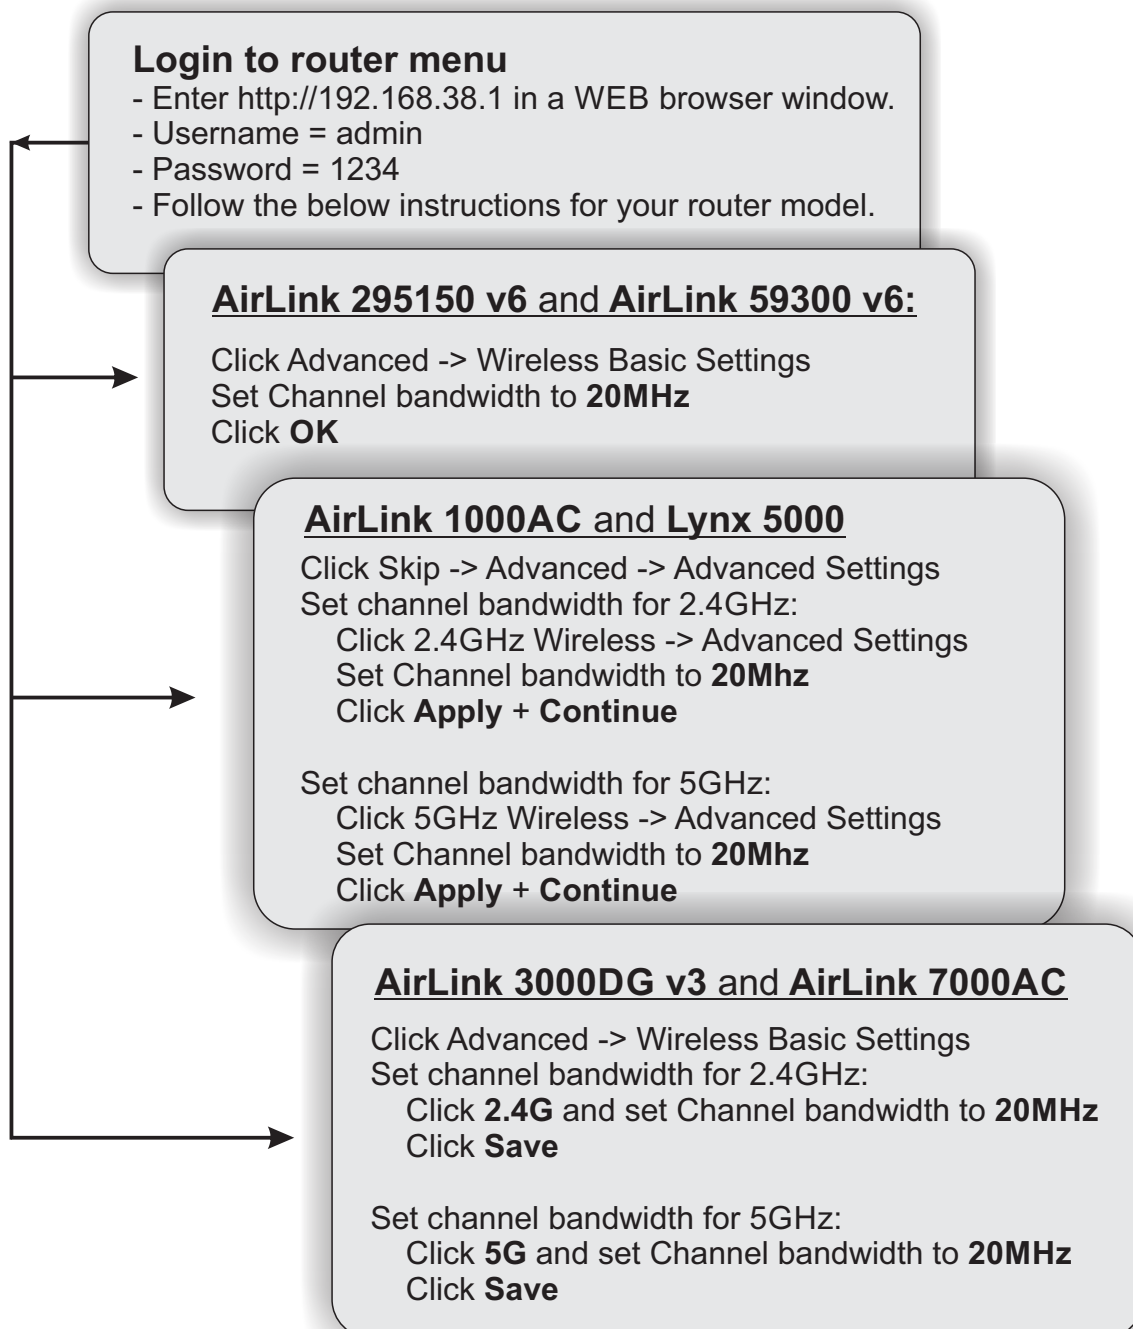 Login to router menu
- Enter http://192.168.38.1 in a WEB browser window.
- Username = admin
- Password = 1234
- Follow the below instructions for your router model.
AirLink 295150 v6 and AirLink 59300 v6:
Click Advanced -> Wireless Basic Settings
Set Channel bandwidth to 20MHz
Click OK
AirLink 1000AC and Lynx 5000
Click Skip -> Advanced -> Advanced Settings
Set channel bandwidth for 2.4GHz:
Click 2.4GHz Wireless -> Advanced Settings
Set Channel bandwidth to 20Mhz
Click Apply + Continue
Set channel bandwidth for 5GHz:
Click 5GHz Wireless -> Advanced Settings
Set Channel bandwidth to 20Mhz
Click Apply + Continue
AirLink 3000DG v3 and AirLink 7000AC
Click Advanced -> Wireless Basic Settings
Set channel bandwidth for 2.4GHz:
Click 2.4G and set Channel bandwidth to 20MHz
Click Save
Set channel bandwidth for 5GHz:
Click 5G and set Channel bandwidth to 20MHz
Click Save